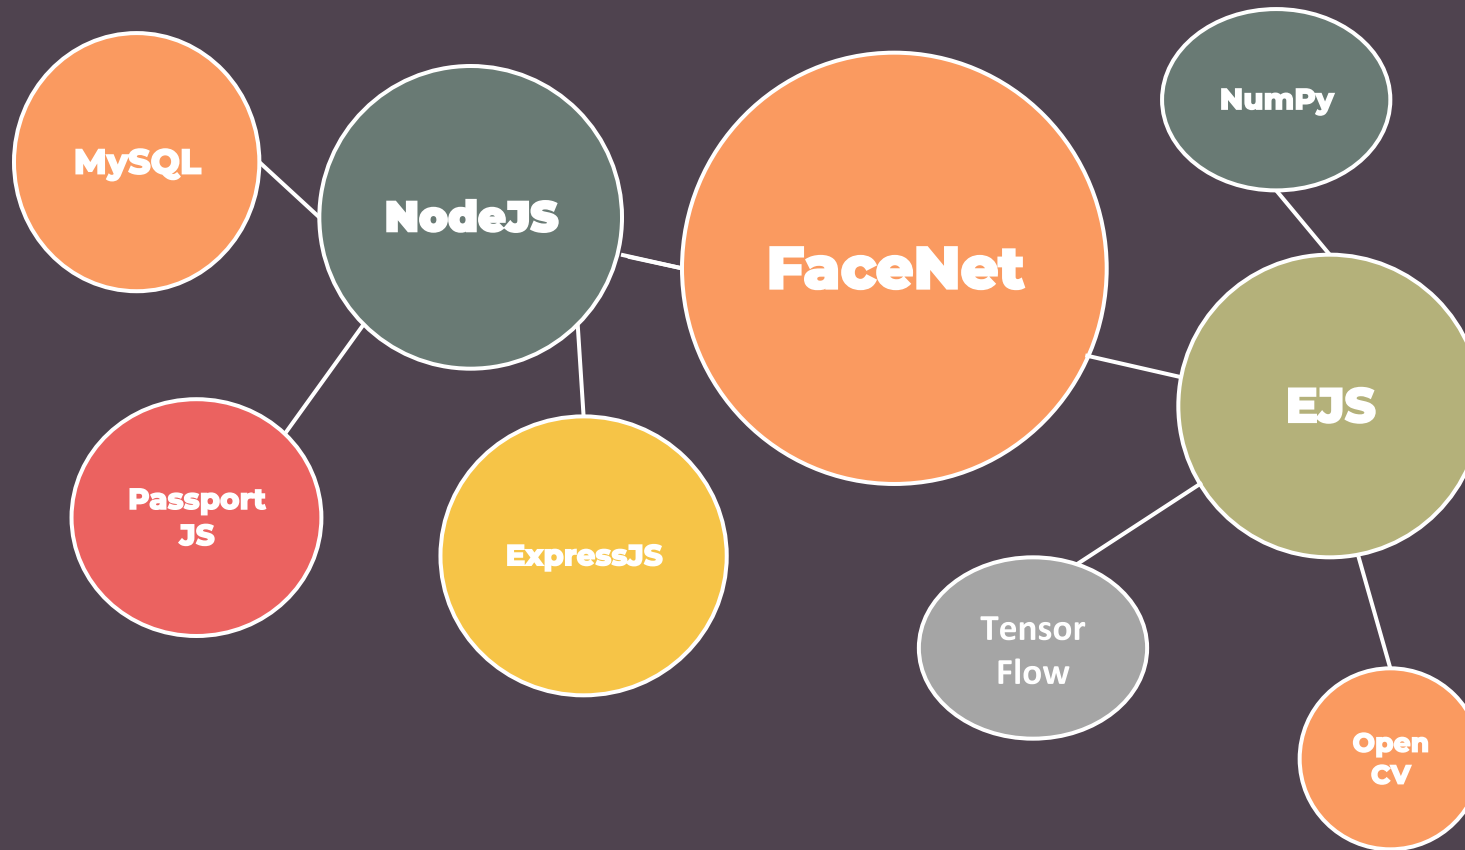 MySQL
NodeJS
FaceNet
NumPy
EJS
Passport
JS
ExpressJS
Tensor
Flow
Open
CV